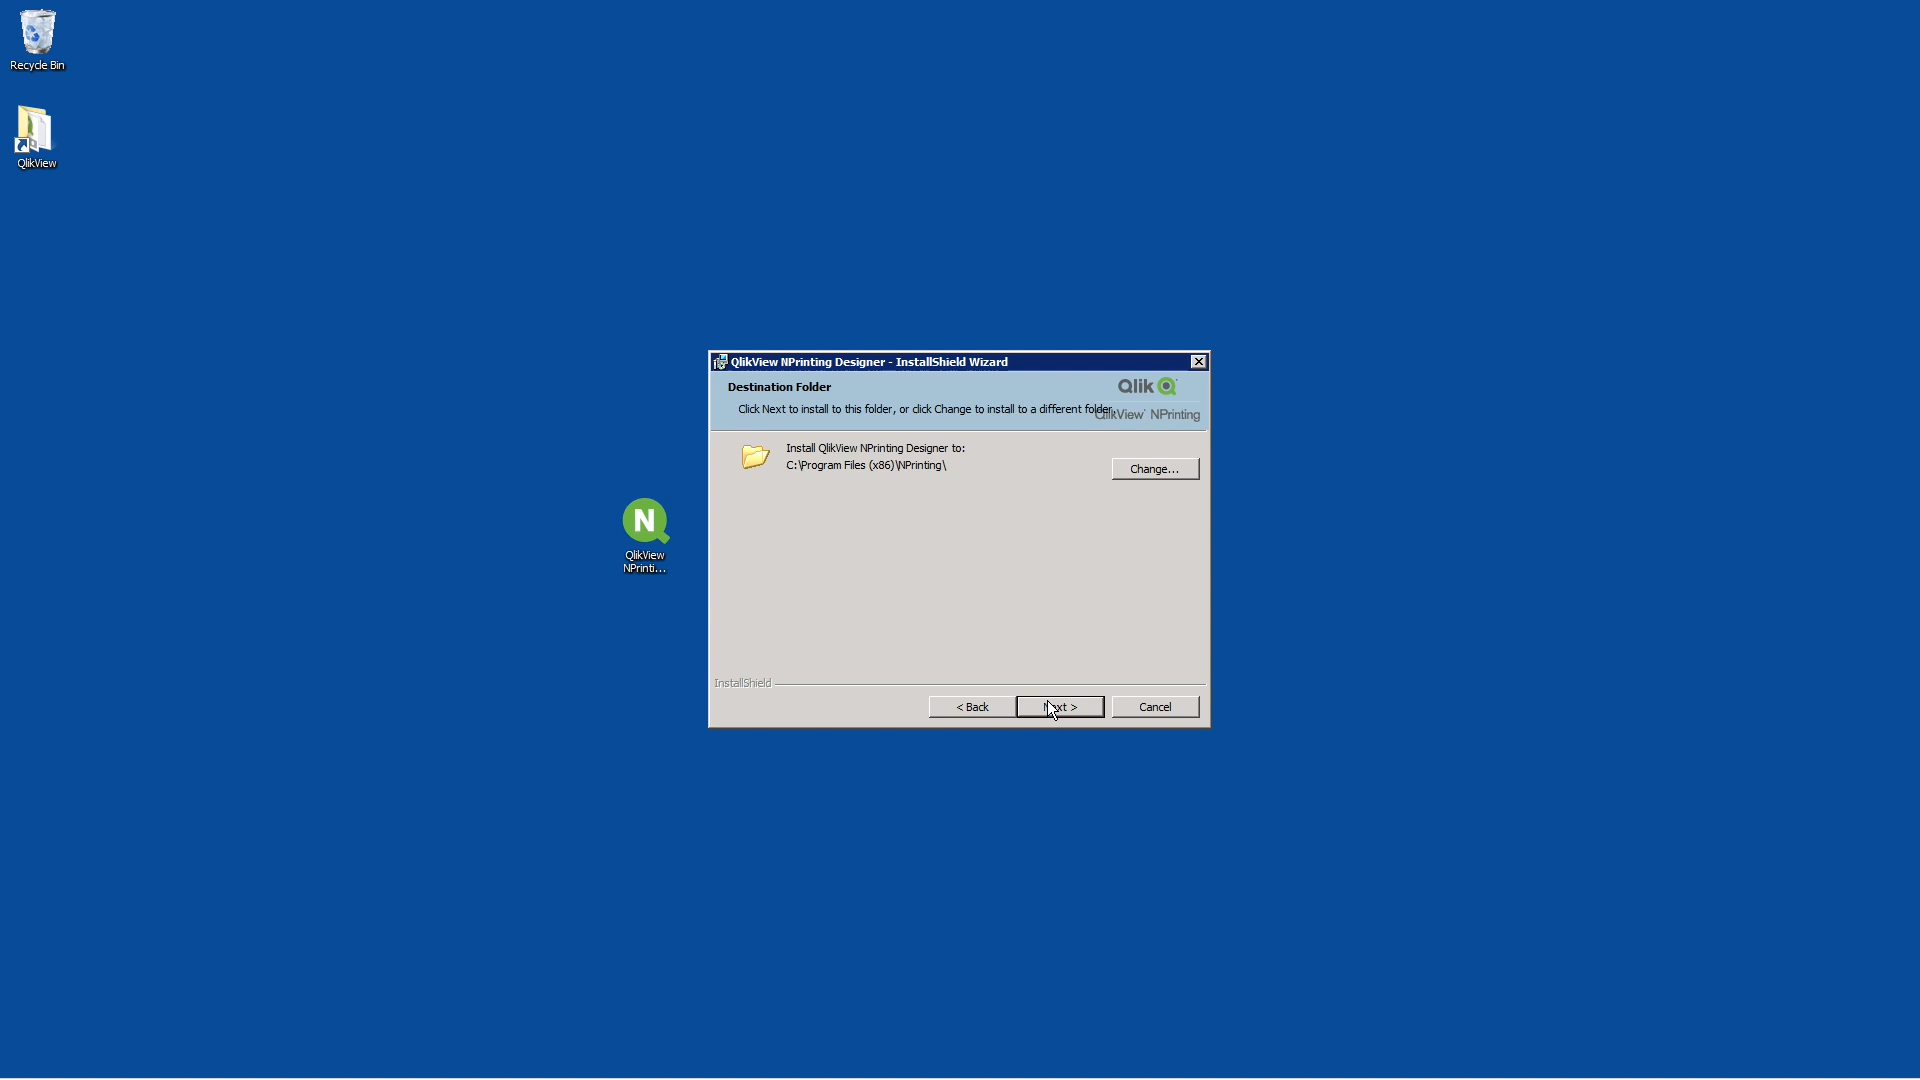 Recycle Bin
QlikView
QlikView NPrinting Designer - InstallShield Wizard
Destination Folder
Qlik
Click Next to install to this folder, or click Change to install to a different folder.
QlikView NPrinting
Install QlikView NPrinting Designer to:
C:\Program Files (x86)\NPrinting\
Change...
N
QlikView
NPrinti...
InstallShield
< Back
Next >
Cancel